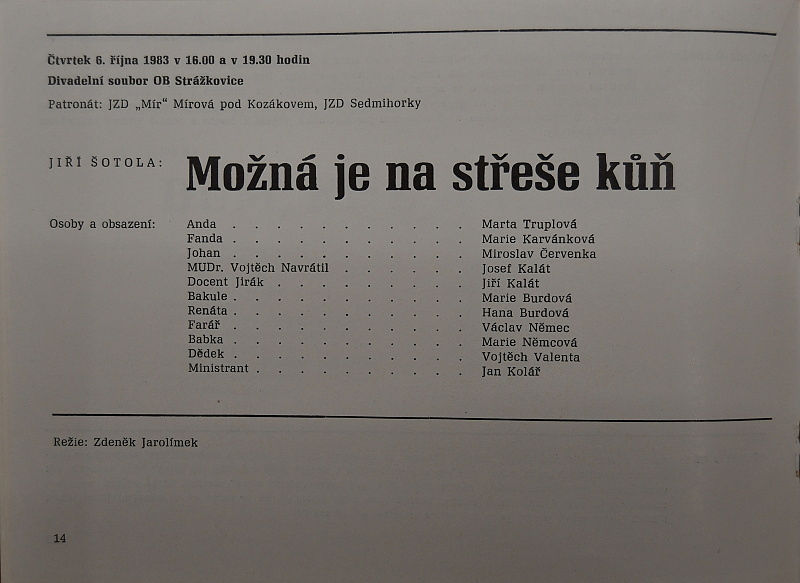 Čtvrtek 6. října 1983 v 16.00 a v 19.30 hodin
Divadelní soubor OB Strážkovice
Patronát: JZD „Mír“ Mírová pod Kozákovem, JZD Sedmihorky
JIŘÍ ŠOTOLA: Možná je na střeše kůň
Osoby a obsazení: Anda . . . . . . . . . . . Marta Truplová
Fanda . . . . . . . . . . . Marie Karvánková
Johan . . . . . . . . . . . Miroslav Červenka
MUDr. Vojtěch Navrátil . . . . . Josef Kalát
Docent Jirák . . . . . . . . Jiří Kalát
Bakule . . . . . . . . . . . Marie Burdová
Renáta . . . . . . . . . . . Hana Burdová
Farář . . . . . . . . . . . Václav Němec
Babka . . . . . . . . . . . Marie Němcová
Dědek . . . . . . . . . . . Vojtěch Valenta
Ministrant . . . . . . . . . Jan Kolář
Režie: Zdeněk Jarolímek
14